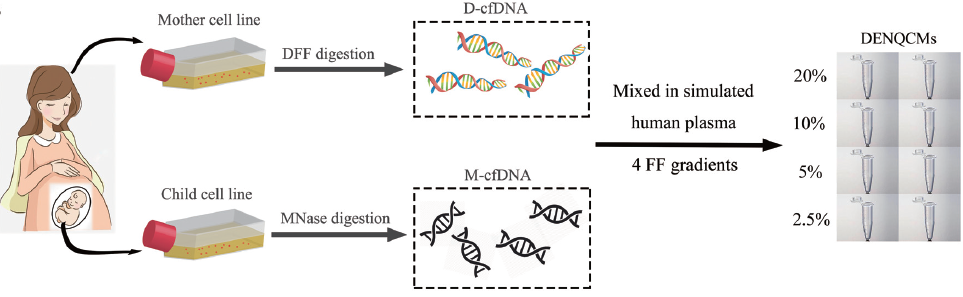 Mother cell line
DFF digestion
D-cfDNA
Child cell line
MNase digestion
M-cfDNA
Mixed in simulated
human plasma
4 FF gradients
DENQCMs
20%
10%
5%
2.5%